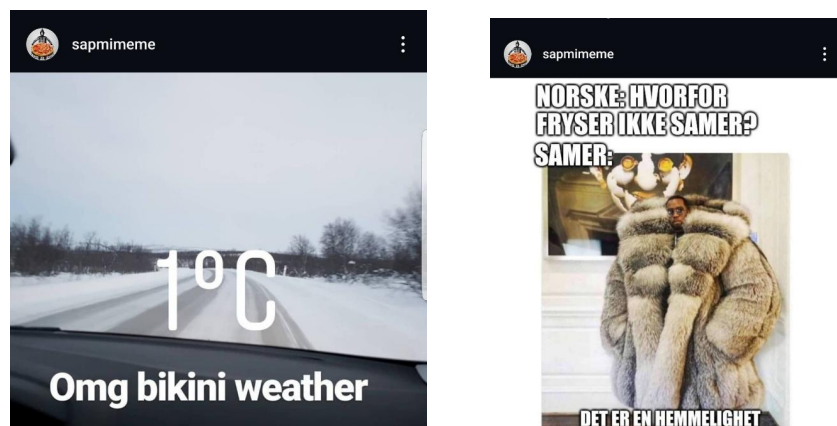 sapmimeme
1°C
Omg bikini weather
sapmimeme
NORSKE: HVORFOR
FRYSER IKKE SAMER?
SAMER:
DET ER EN HEMMELIGHET